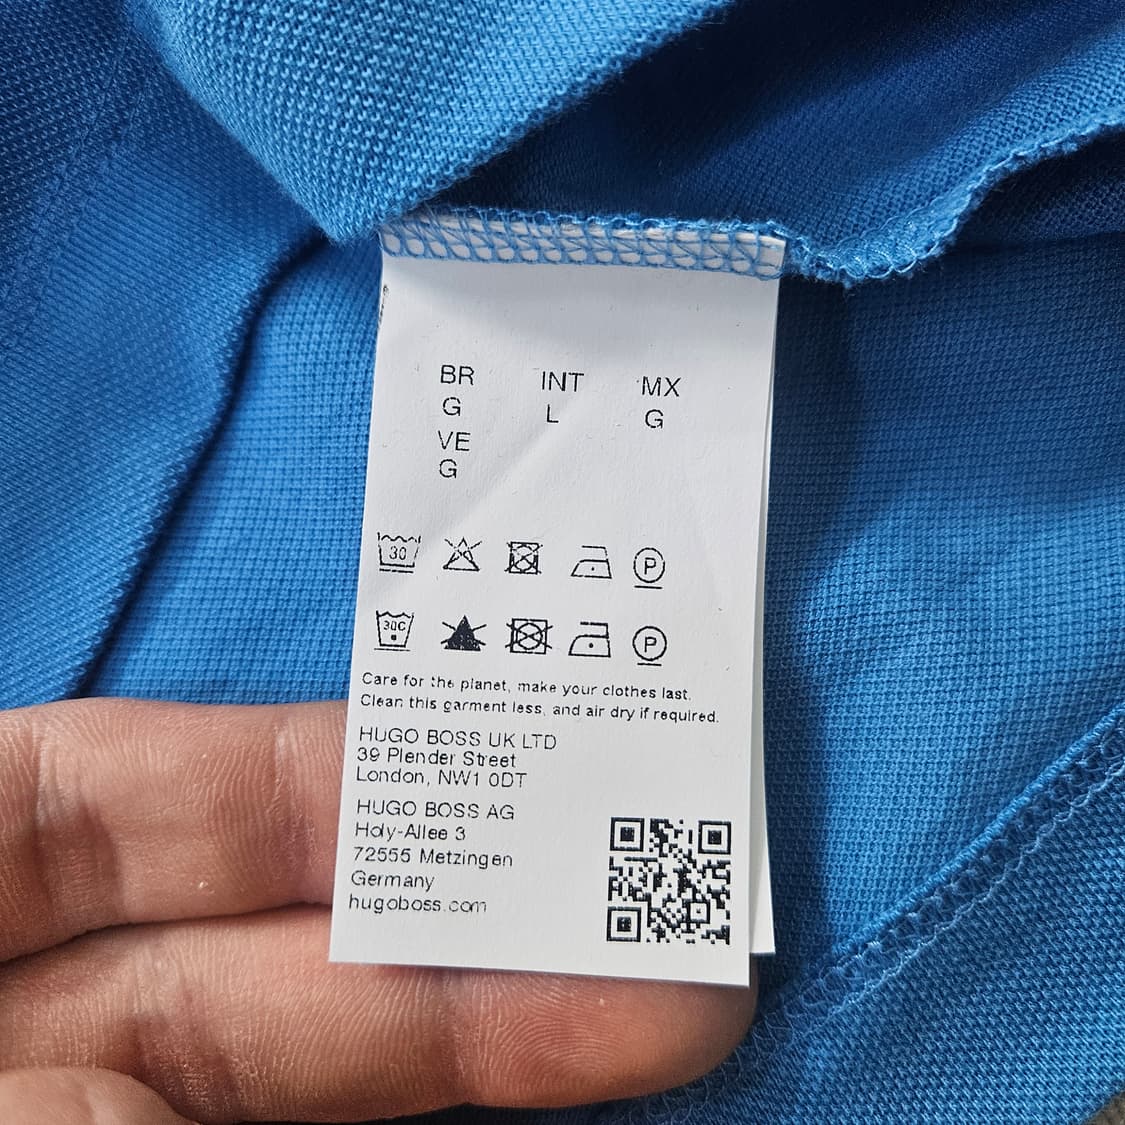 BR INT MX
G L G
VE
G
30 P
30C P
Care for the planet, make your clothes last.
Clean this garment less, and air dry if required.
HUGO BOSS UK LTD
39 Plender Street
London, NW1 0DT
HUGO BOSS AG
Holy-Allee 3
72555 Metzingen
Germany
hugoboss.com